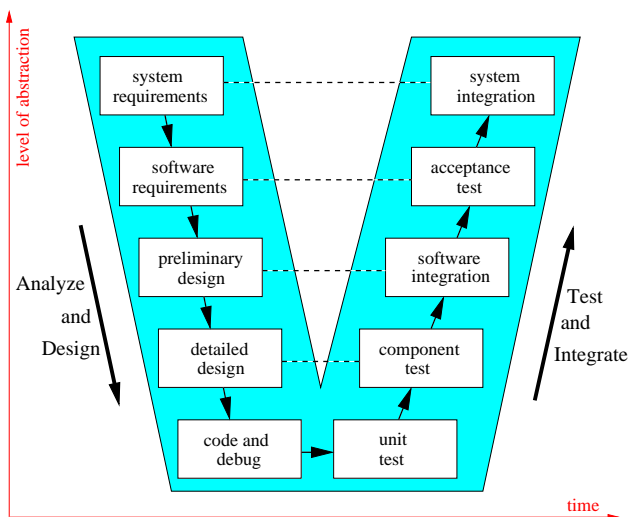 level of abstraction
system
requirements
system
integration
software
requirements
acceptance
test
preliminary
design
software
integration
Analyze
and
Design
Test
and
Integrate
detailed
design
component
test
code and
debug
unit
test
time